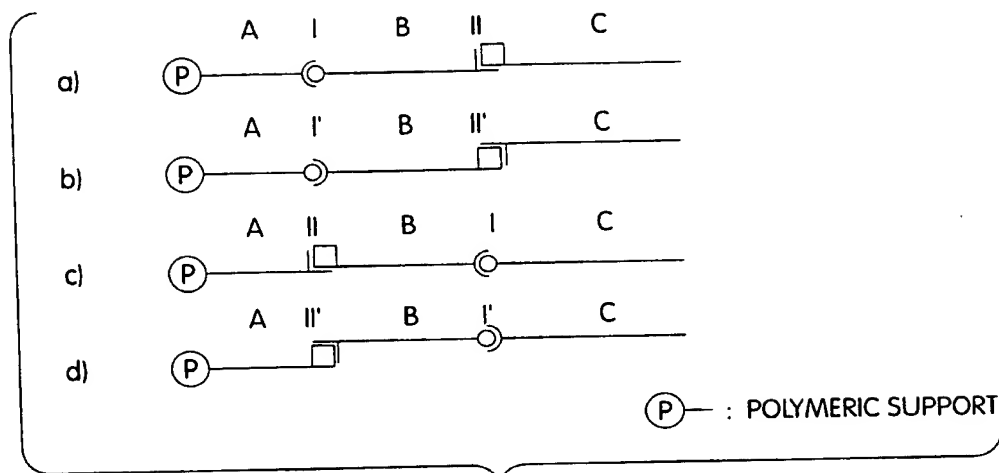 A I B II C
a) P
A I' B II' C
b) P
A II B I C
c) P
A II' B I' C
d) P
P : POLYMERIC SUPPORT